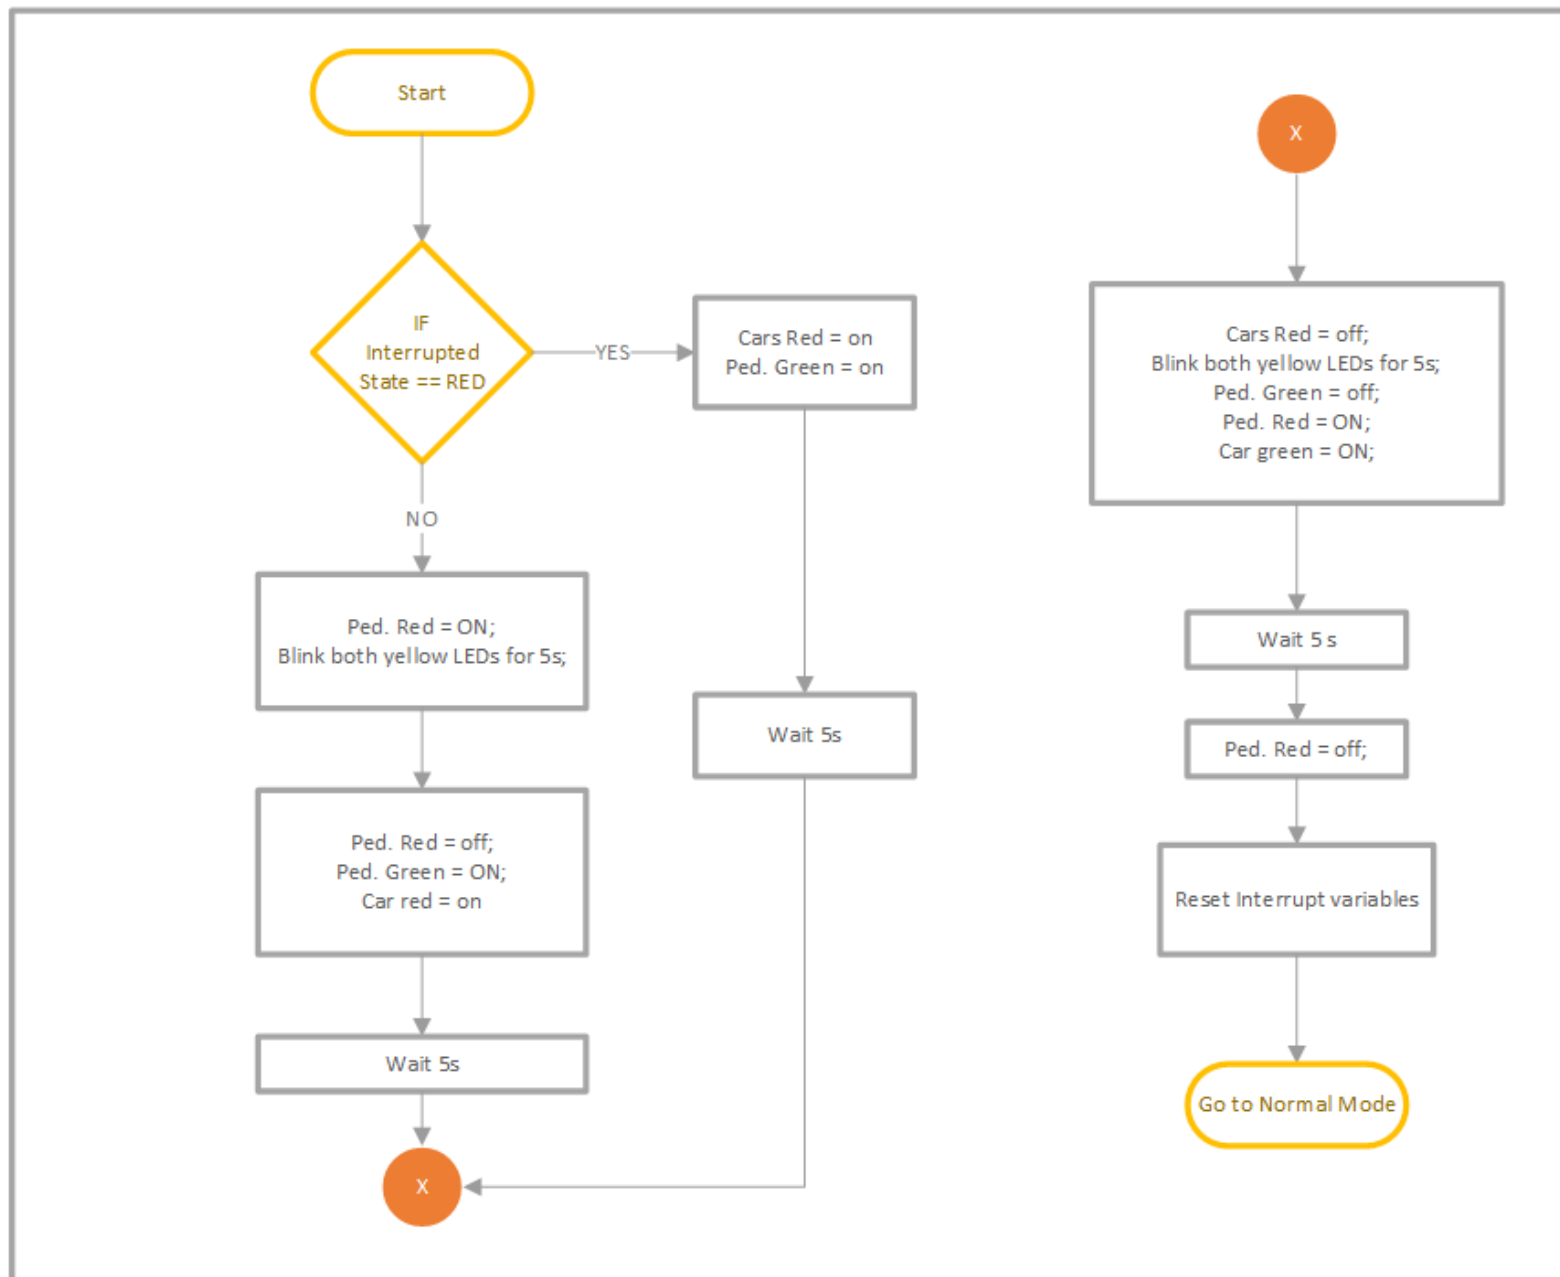 Start
IF
Interrupted
State == RED
YES
Cars Red = on
Ped. Green = on
NO
Ped. Red = ON;
Blink both yellow LEDs for 5s;
Ped. Red = off;
Ped. Green = ON;
Car red = on
Wait 5s
Wait 5s
X
X
Cars Red = off;
Blink both yellow LEDs for 5s;
Ped. Green = off;
Ped. Red = ON;
Car green = ON;
Wait 5 s
Ped. Red = off;
Reset Interrupt variables
Go to Normal Mode